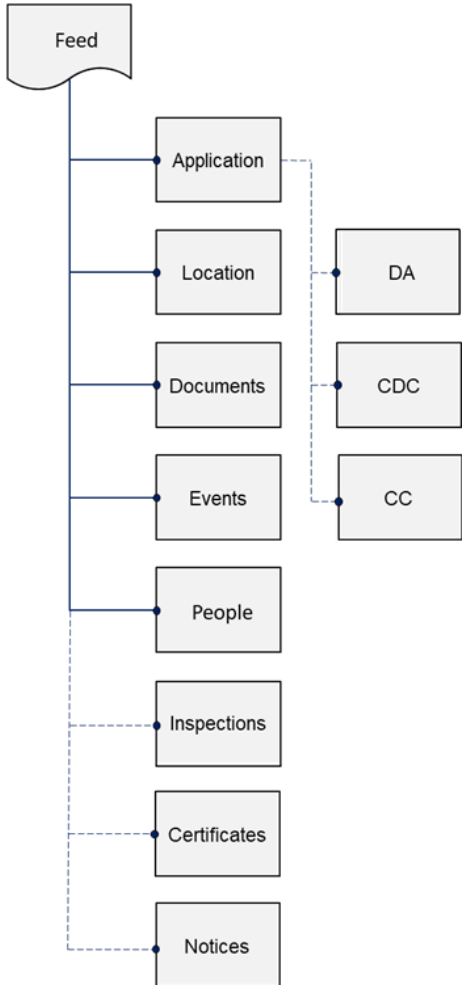 Feed
Application
Location
DA
Documents
CDC
Events
CC
People
Inspections
Certificates
Notices